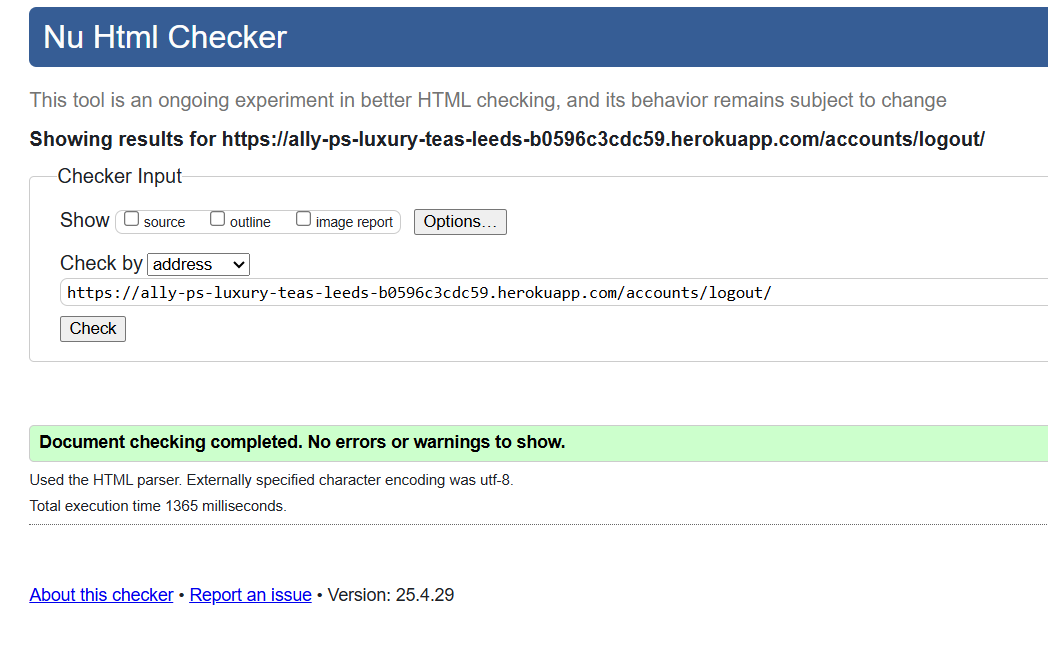 Nu Html Checker
This tool is an ongoing experiment in better HTML checking, and its behavior remains subject to change
Showing results for https://ally-ps-luxury-teas-leeds-b0596c3cdc59.herokuapp.com/accounts/logout/
Checker Input
Show source outline image report Options...
Check by address
https://ally-ps-luxury-teas-leeds-b0596c3cdc59.herokuapp.com/accounts/logout/
Check
Document checking completed. No errors or warnings to show.
Used the HTML parser. Externally specified character encoding was utf-8.
Total execution time 1365 milliseconds.
About this checker • Report an issue • Version: 25.4.29